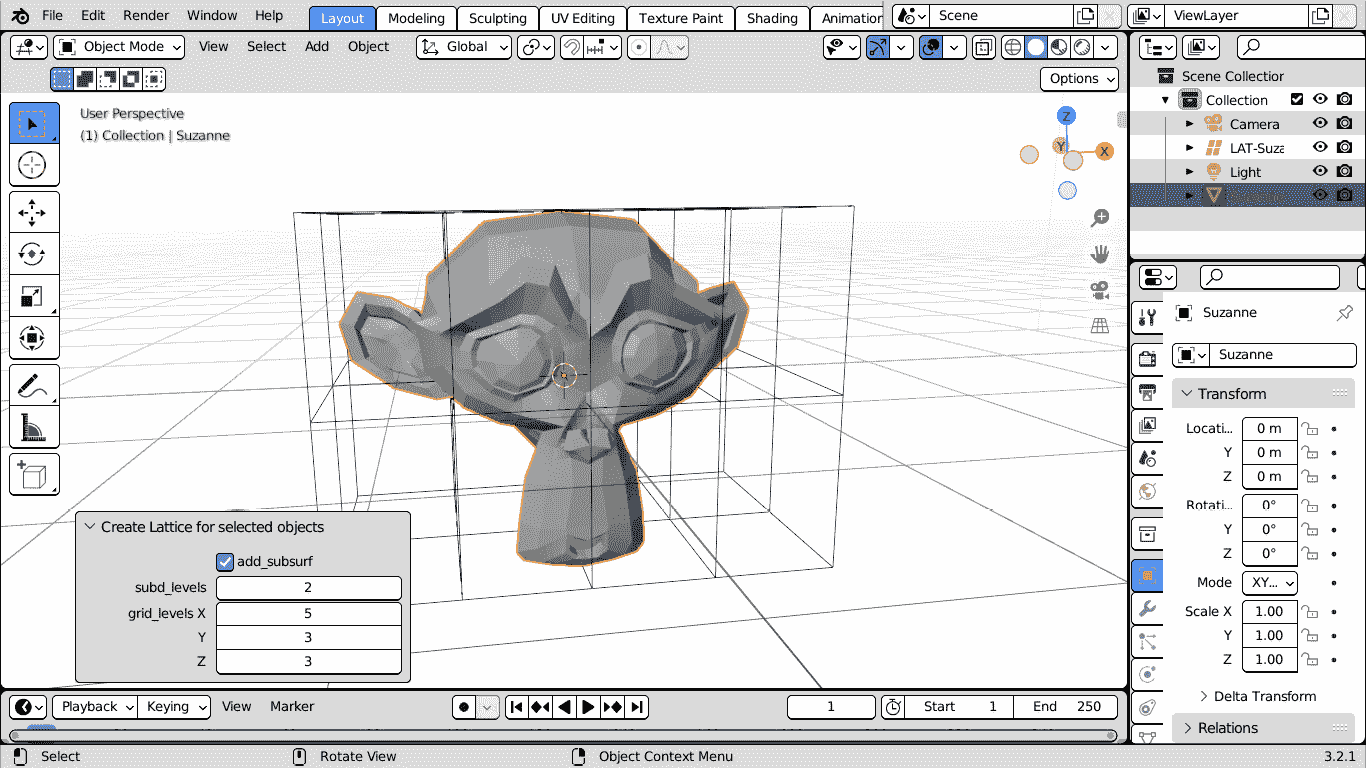 File Edit Render Window Help Layout Modeling Sculpting UV Editing Texture Paint Shading Animation Scene ViewLayer
Object Mode View Select Add Object Global
Options
User Perspective
(1) Collection | Suzanne
Z
Y
X
Create Lattice for selected objects
add_subsurf
subd_levels 2
grid_levels X 5
Y 3
Z 3
Scene Collection
Collection
Camera
LAT-Suza
Light
Suzanne
Suzanne
Transform
Locati... 0 m
Y 0 m
Z 0 m
Rotati... 0°
Y 0°
Z 0°
Mode XY...
Scale X 1.00
Y 1.00
Z 1.00
Delta Transform
Relations
Playback Keying View Marker 1 Start 1 End 250
Select Rotate View Object Context Menu 3.2.1